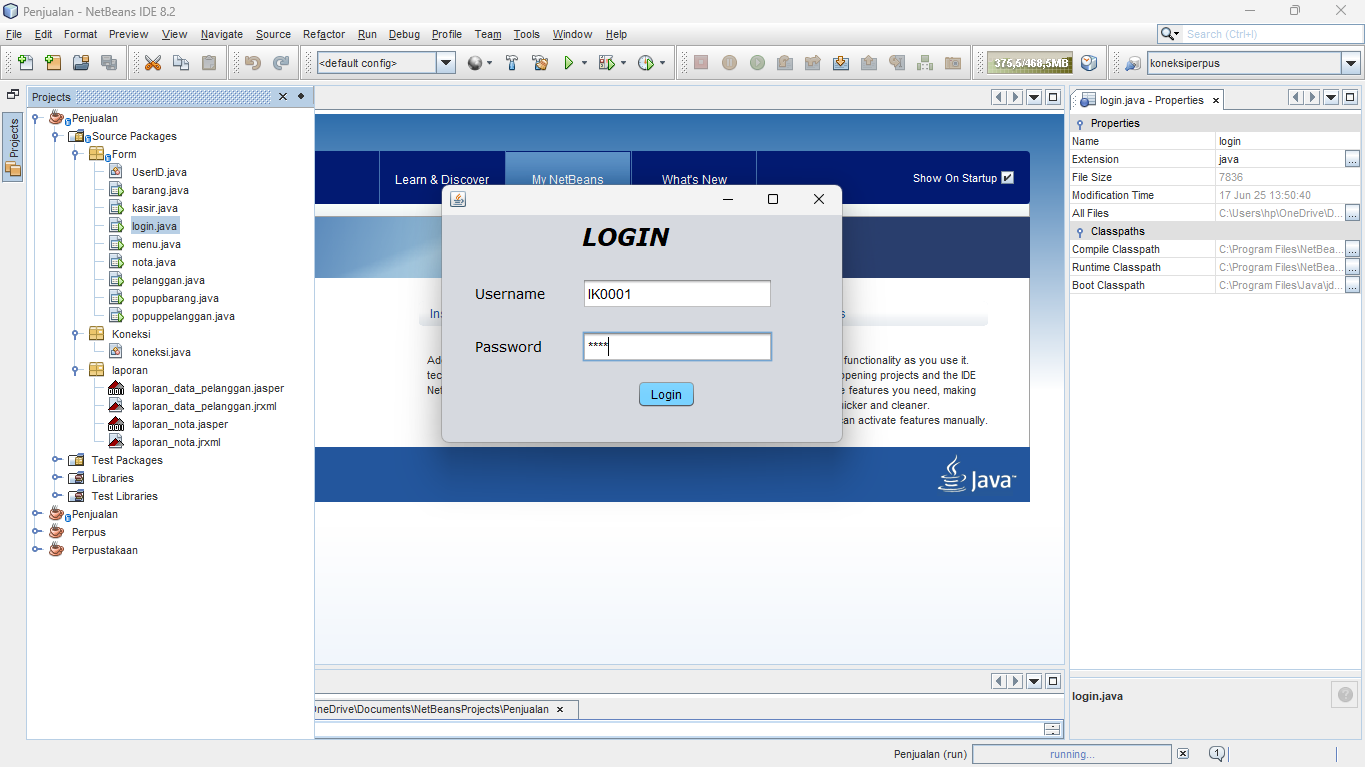 Penjualan - NetBeans IDE 8.2
File Edit Format Preview View Navigate Source Refactor Run Debug Profile Team Tools Window Help
Search (Ctrl+I)
<default config>
375,5/468,5MB
koneksiperpus
Projects
Projects
Penjualan
Source Packages
Form
UserID.java
barang.java
kasir.java
login.java
menu.java
nota.java
pelanggan.java
popupbarang.java
popuppelanggan.java
Koneksi
koneksi.java
laporan
laporan_data_pelanggan.jasper
laporan_data_pelanggan.jrxml
laporan_nota.jasper
laporan_nota.jrxml
Test Packages
Libraries
Test Libraries
Penjualan
Perpus
Perpustakaan
Learn & Discover
My NetBeans
What's New
Show On Startup
LOGIN
Username
IK0001
Password
****
Login
functionality as you use it.
opening projects and the IDE
features you need, making
and cleaner.
activate features manually.
Java™
OneDrive\Documents\NetBeansProjects\Penjualan
login.java - Properties
Properties
Name login
Extension java
...
File Size 7836
Modification Time 17 Jun 25 13:50:40
All Files C:\Users\hp\OneDrive\D...
...
Classpaths
Compile Classpath C:\Program Files\NetBea...
...
Runtime Classpath C:\Program Files\NetBea...
...
Boot Classpath C:\Program Files\Java\jd...
...
login.java
Penjualan (run)
running...
1